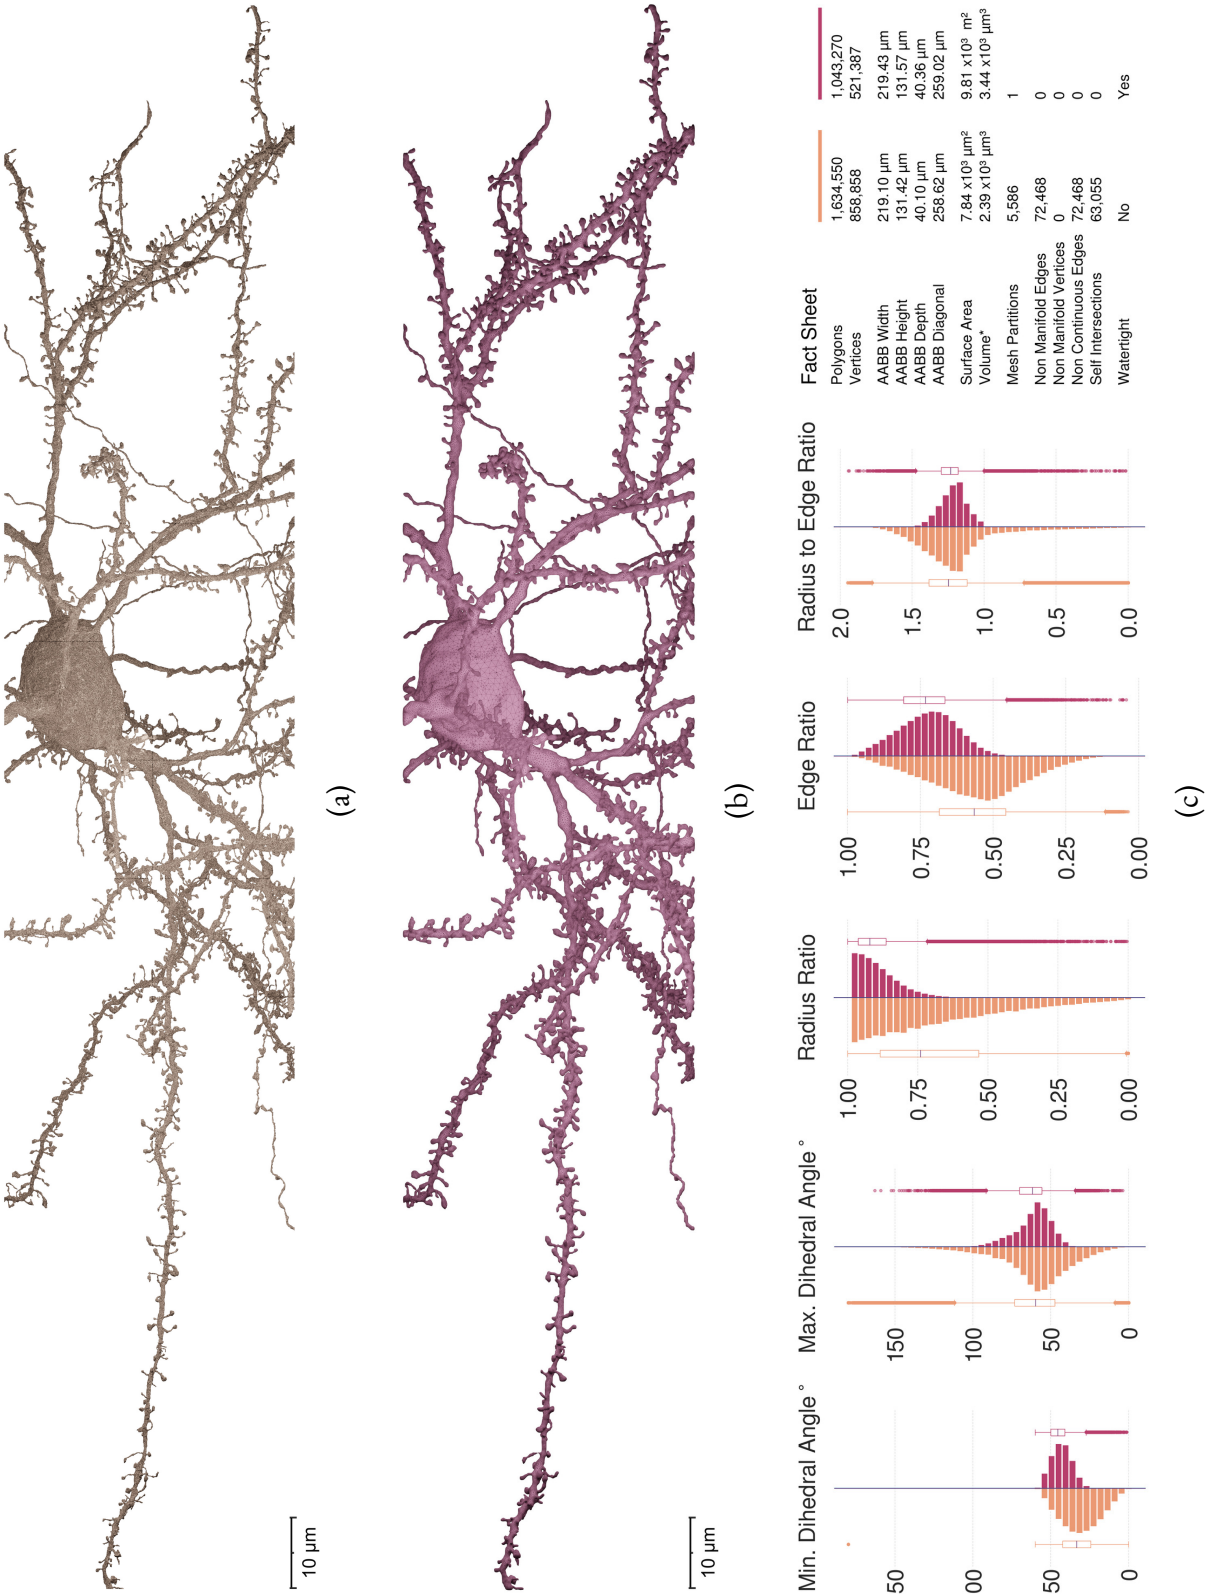 10 μm
(a)
10 μm
(b)
Min. Dihedral Angle °
50
100
150
0
50
Max. Dihedral Angle °
150
100
50
0
Radius Ratio
1.00
0.75
0.50
0.25
0.00
Edge Ratio
1.00
0.75
0.50
0.25
0.00
Radius to Edge Ratio
2.0
1.5
1.0
0.5
0.0
Fact Sheet
Polygons 1,634,550 1,043,270
Vertices 858,858 521,387
AABB Width 219.10 μm 219.43 μm
AABB Height 131.42 μm 131.57 μm
AABB Depth 40.10 μm 40.36 μm
AABB Diagonal 258.62 μm 259.02 μm
Surface Area 7.84 x10³ μm² 9.81 x10³ m²
Volume* 2.39 x10³ μm³ 3.44 x10³ μm³
Mesh Partitions 5,586 1
Non Manifold Edges 72,468 0
Non Manifold Vertices 0 0
Non Continuous Edges 72,468 0
Self Intersections 63,055 0
Watertight No Yes
(c)